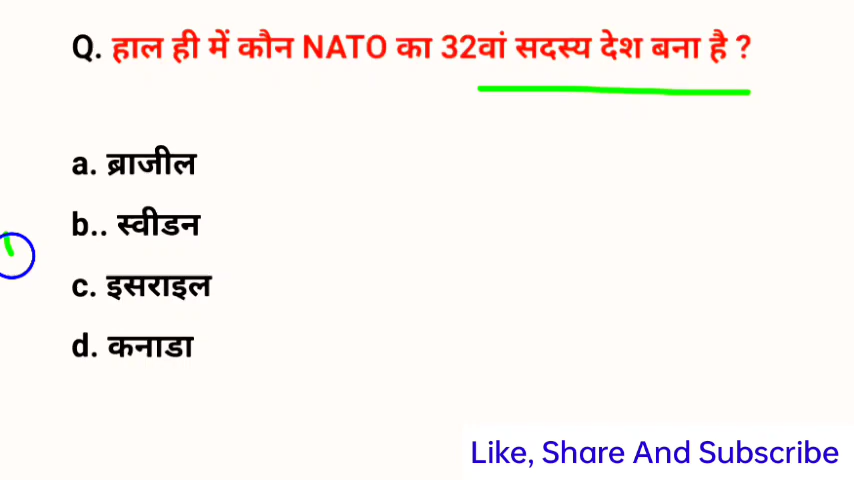 Q. हाल ही में कौन NATO का 32वां सदस्य देश बना है ?
a. ब्राजील
b.. स्वीडन
c. इसराइल
d. कनाडा
Like, Share And Subscribe